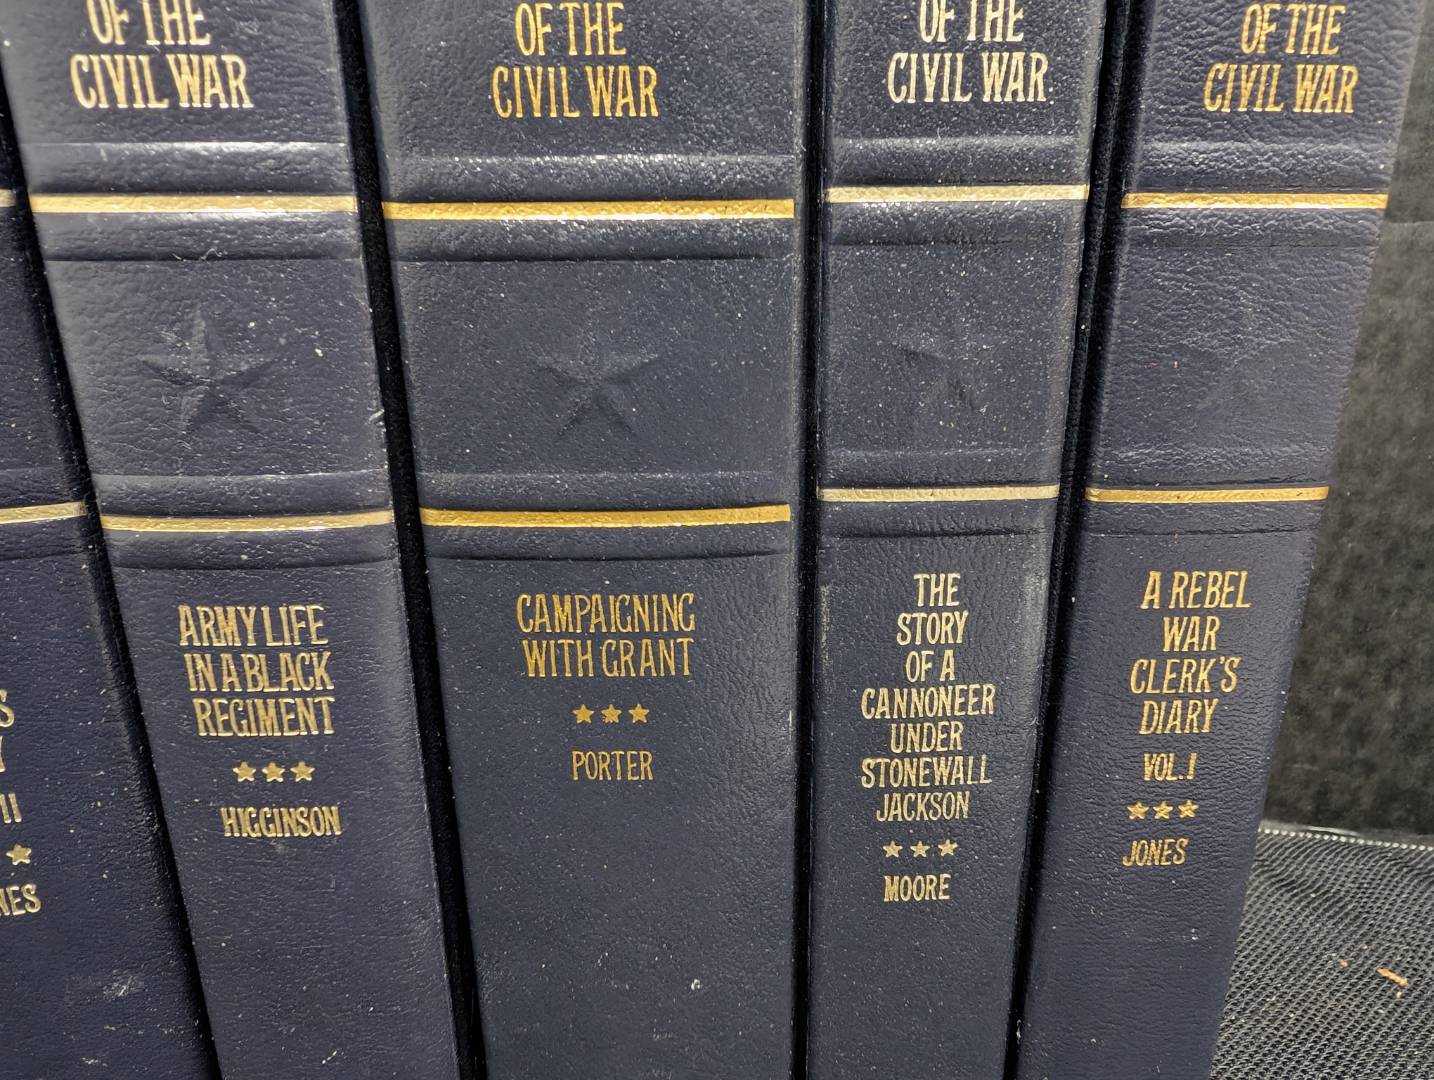 OF THE
CIVIL WAR
ARMY LIFE
IN A BLACK
REGIMENT
HIGGINSON
OF THE
CIVIL WAR
CAMPAIGNING
WITH GRANT
PORTER
OF THE
CIVIL WAR
THE
STORY
OF A
CANNONEER
UNDER
STONEWALL
JACKSON
MOORE
OF THE
CIVIL WAR
A REBEL
WAR
CLERK'S
DIARY
VOL. I
JONES